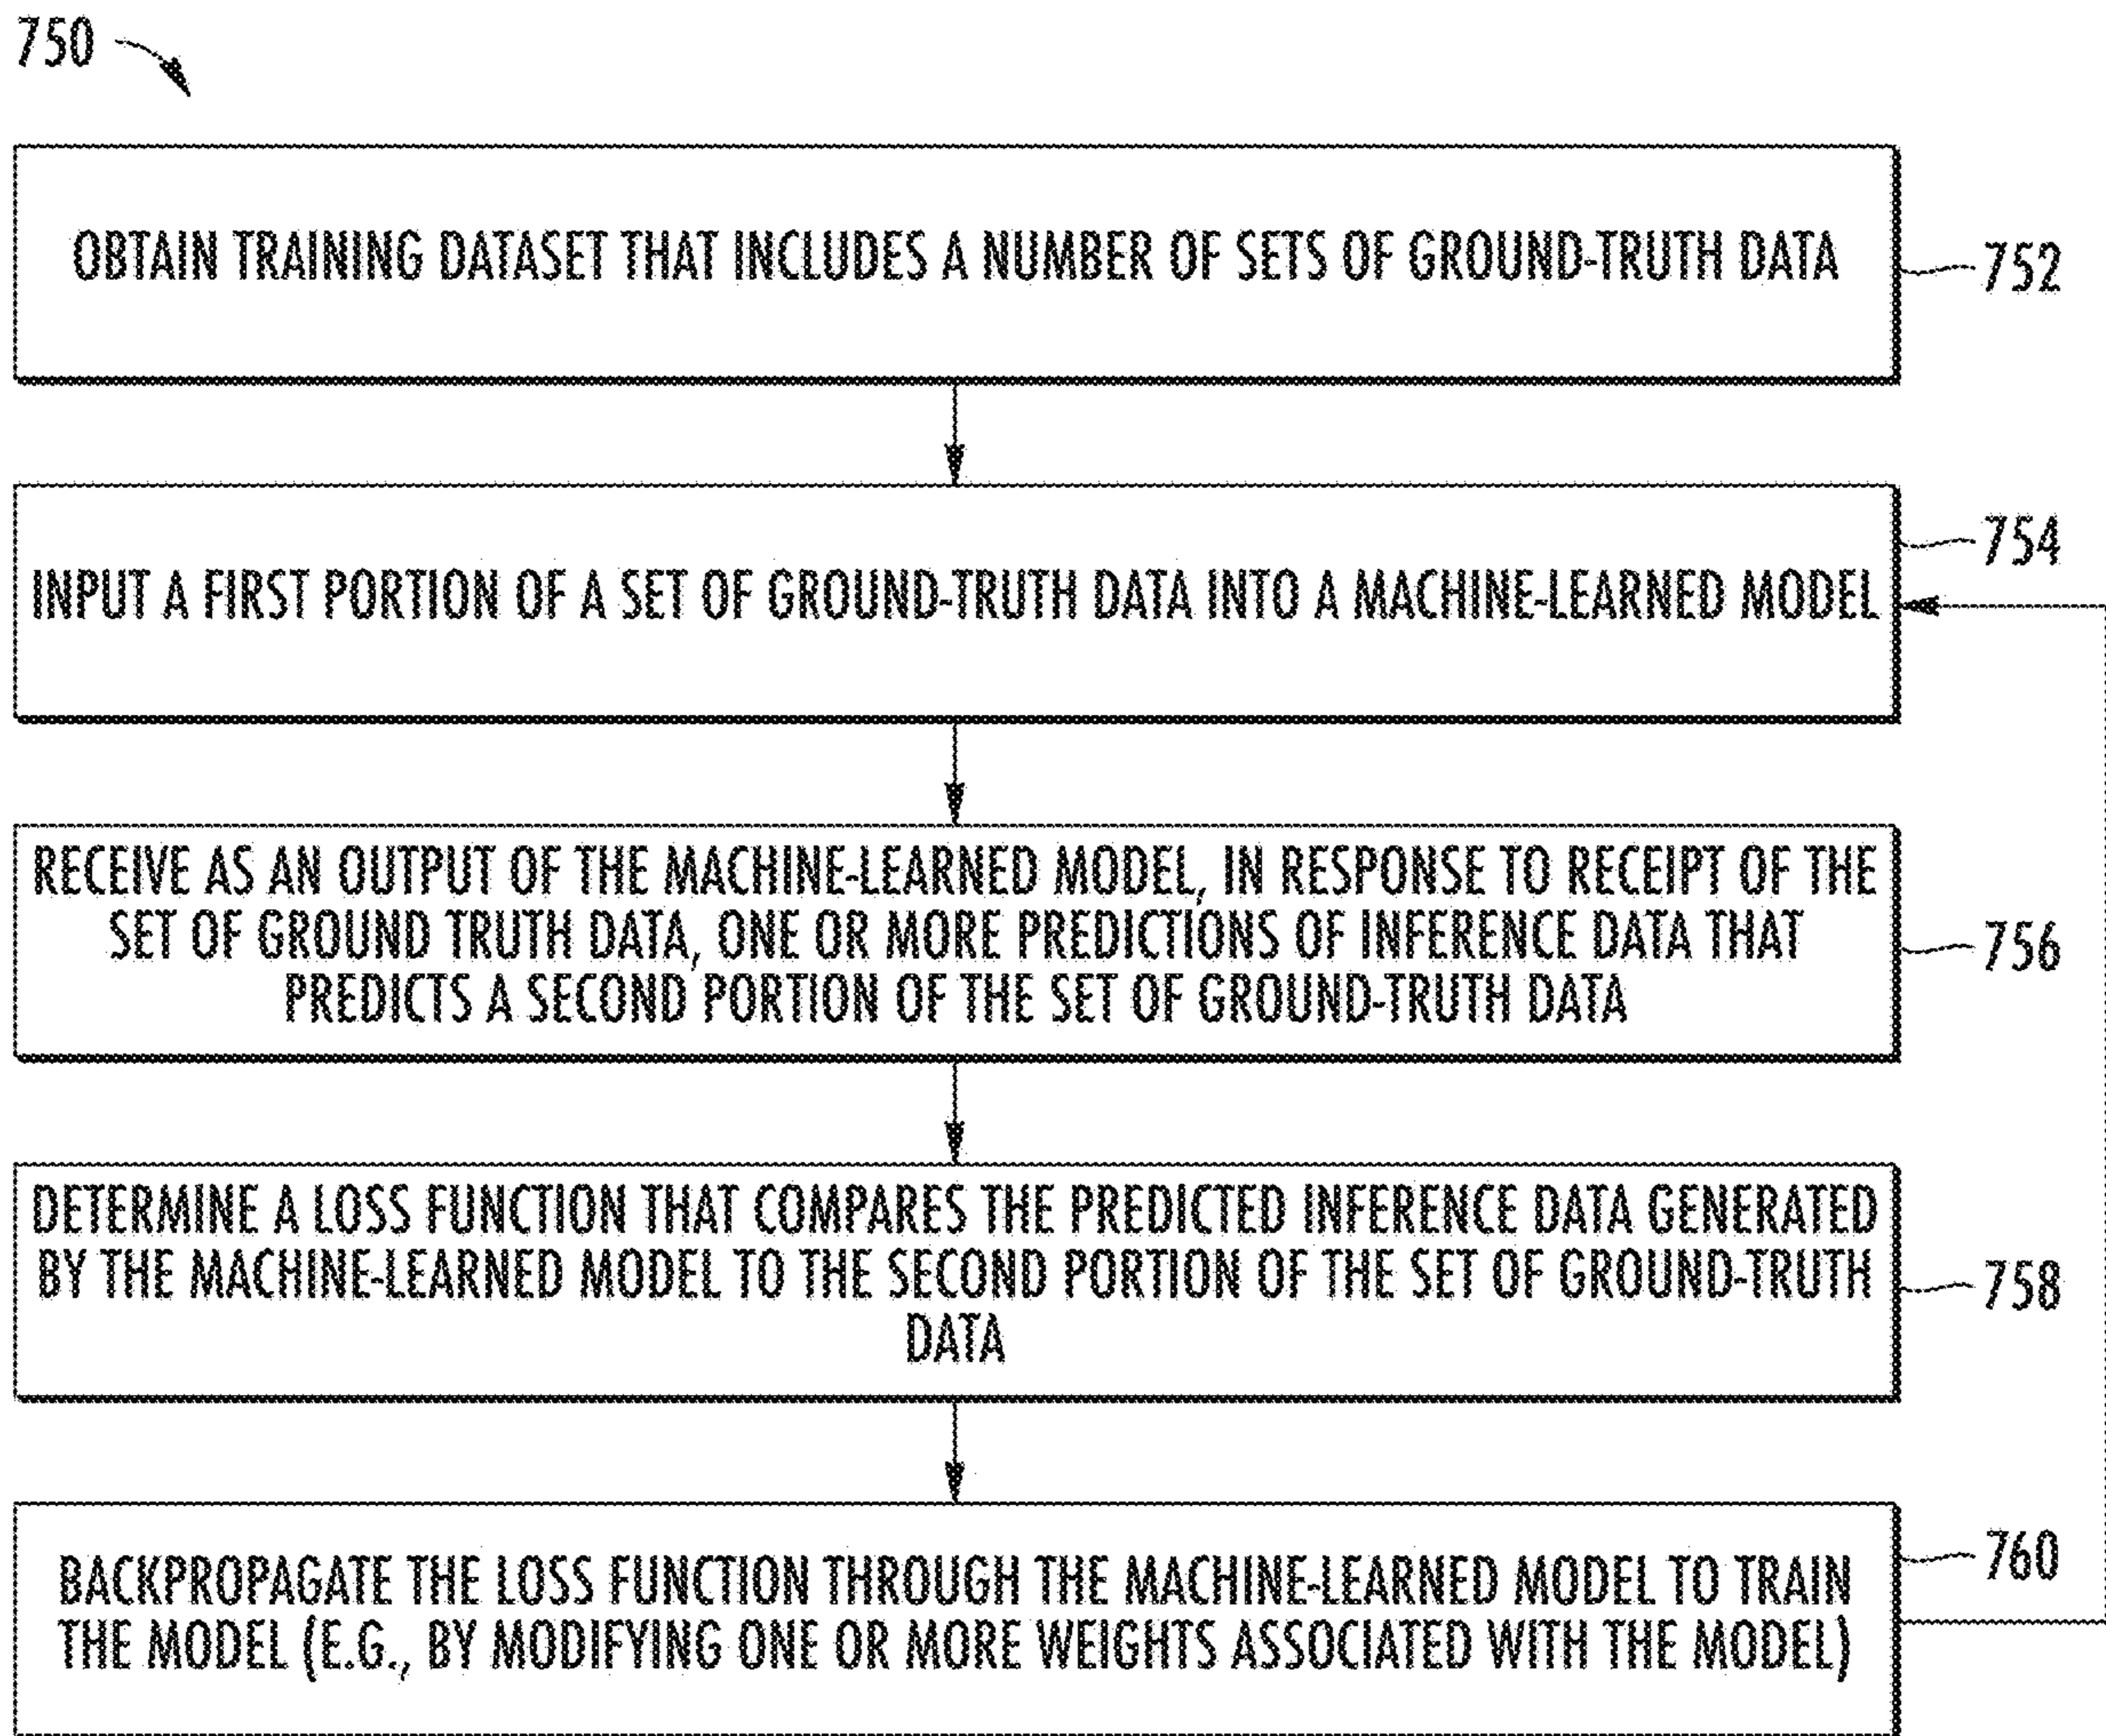 750
OBTAIN TRAINING DATASET THAT INCLUDES A NUMBER OF SETS OF GROUND-TRUTH DATA
752
754
INPUT A FIRST PORTION OF A SET OF GROUND-TRUTH DATA INTO A MACHINE-LEARNED MODEL
RECEIVE AS AN OUTPUT OF THE MACHINE-LEARNED MODEL, IN RESPONSE TO RECEIPT OF THE
SET OF GROUND TRUTH DATA, ONE OR MORE PREDICTIONS OF INFERENCE DATA THAT
PREDICTS A SECOND PORTION OF THE SET OF GROUND-TRUTH DATA
756
DETERMINE A LOSS FUNCTION THAT COMPARES THE PREDICTED INFERENCE DATA GENERATED
BY THE MACHINE-LEARNED MODEL TO THE SECOND PORTION OF THE SET OF GROUND-TRUTH
DATA
758
760
BACKPROPAGATE THE LOSS FUNCTION THROUGH THE MACHINE-LEARNED MODEL TO TRAIN
THE MODEL (E.G., BY MODIFYING ONE OR MORE WEIGHTS ASSOCIATED WITH THE MODEL)